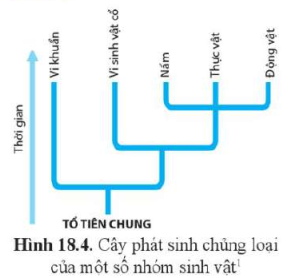 Vi khuẩn
Vi sinh vật cổ
Nấm
Thực vật
Động vật
Thời gian
TỔ TIÊN CHUNG
Hình 18.4. Cây phát sinh chủng loại
của một số nhóm sinh vật¹